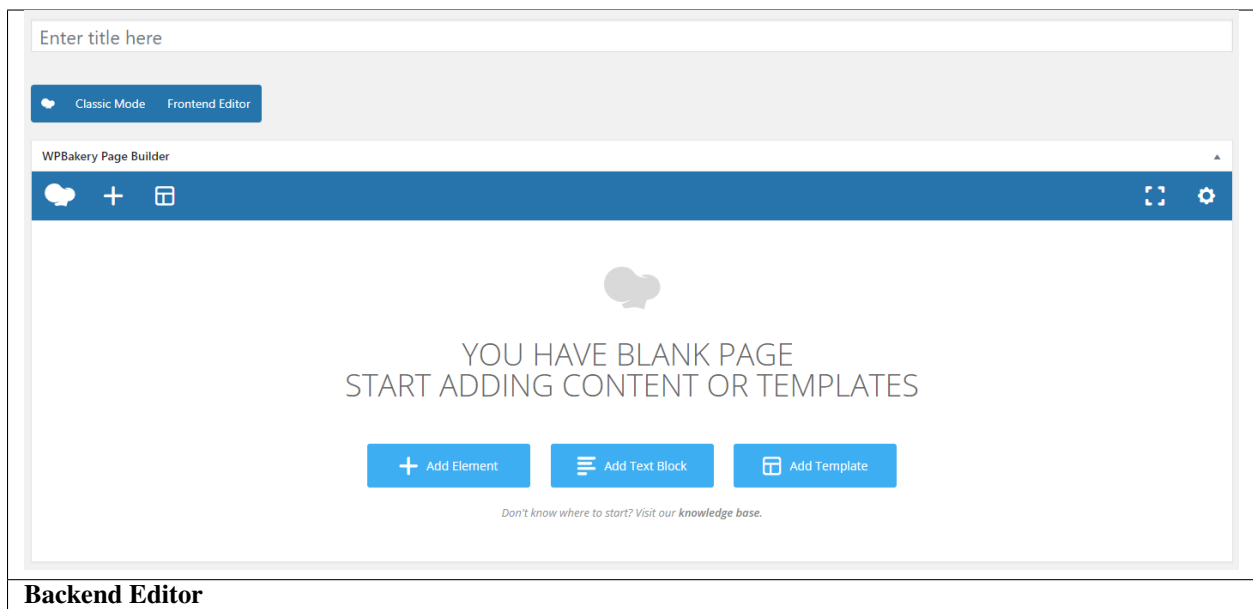 Enter title here
Classic Mode Frontend Editor
WPBakery Page Builder
YOU HAVE BLANK PAGE
START ADDING CONTENT OR TEMPLATES
Add Element Add Text Block Add Template
Don't know where to start? Visit our knowledge base.
Backend Editor